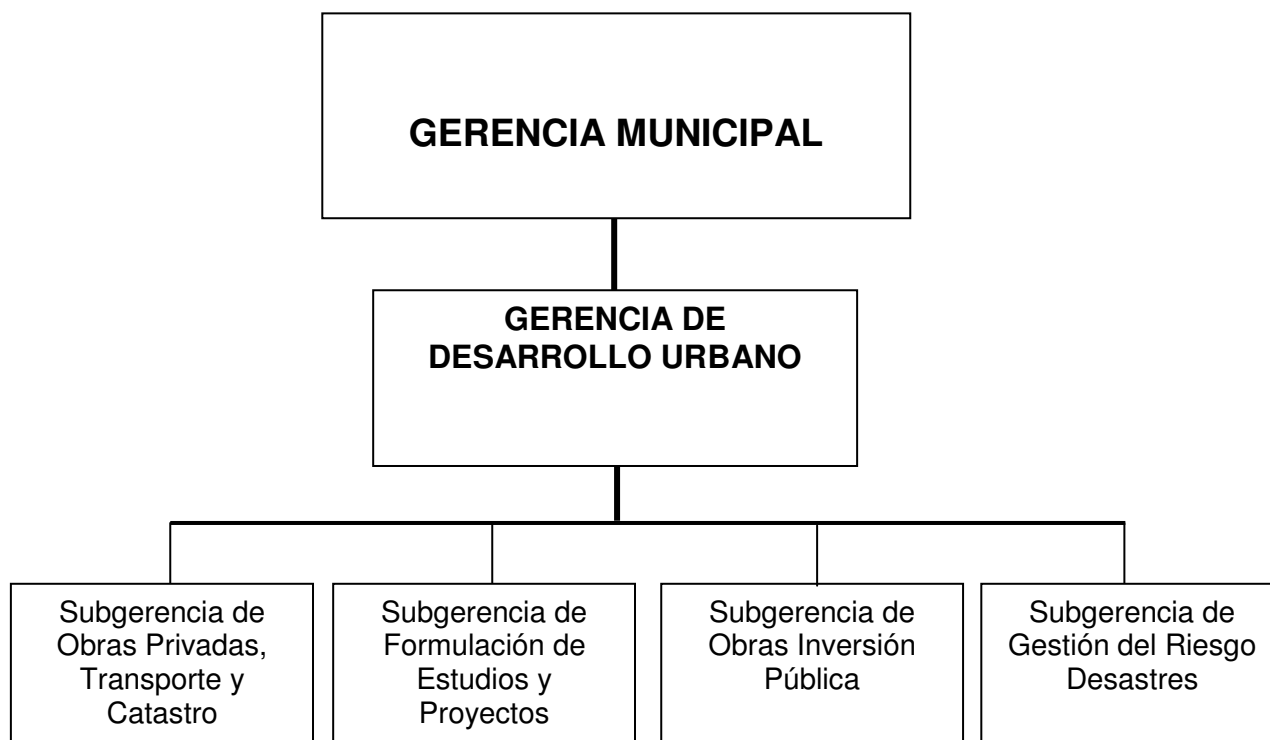 GERENCIA MUNICIPAL
GERENCIA DE
DESARROLLO URBANO
Subgerencia de
Obras Privadas,
Transporte y
Catastro
Subgerencia de
Formulación de
Estudios y
Proyectos
Subgerencia de
Obras Inversión
Pública
Subgerencia de
Gestión del Riesgo
Desastres